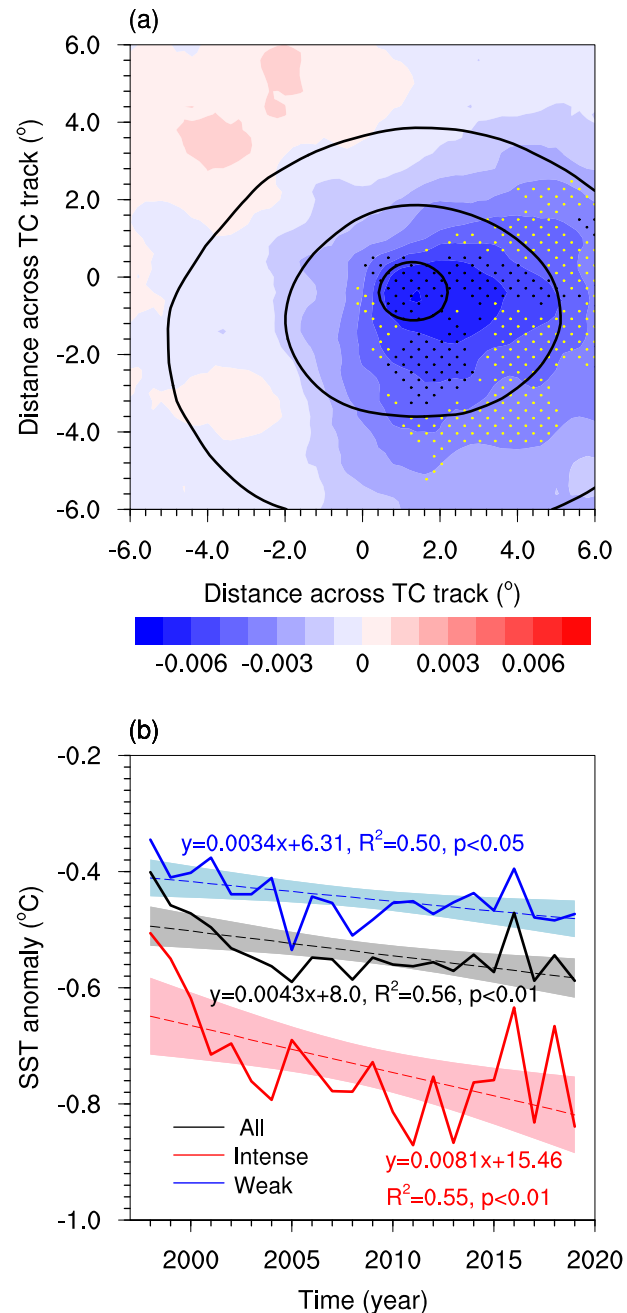 (a)
6.0
4.0
2.0
0
-2.0
-4.0
-6.0
Distance across TC track (°)
-6.0 -4.0 -2.0 0 2.0 4.0 6.0
Distance across TC track (°)
-0.006 -0.003 0 0.003 0.006
(b)
-0.2
-0.4
-0.6
-0.8
-1.0
SST anomaly (°C)
y=0.0034x+6.31, R²=0.50, p<0.05
y=0.0043x+8.0, R²=0.56, p<0.01
All
Intense
Weak
y=0.0081x+15.46
R²=0.55, p<0.01
2000 2005 2010 2015 2020
Time (year)